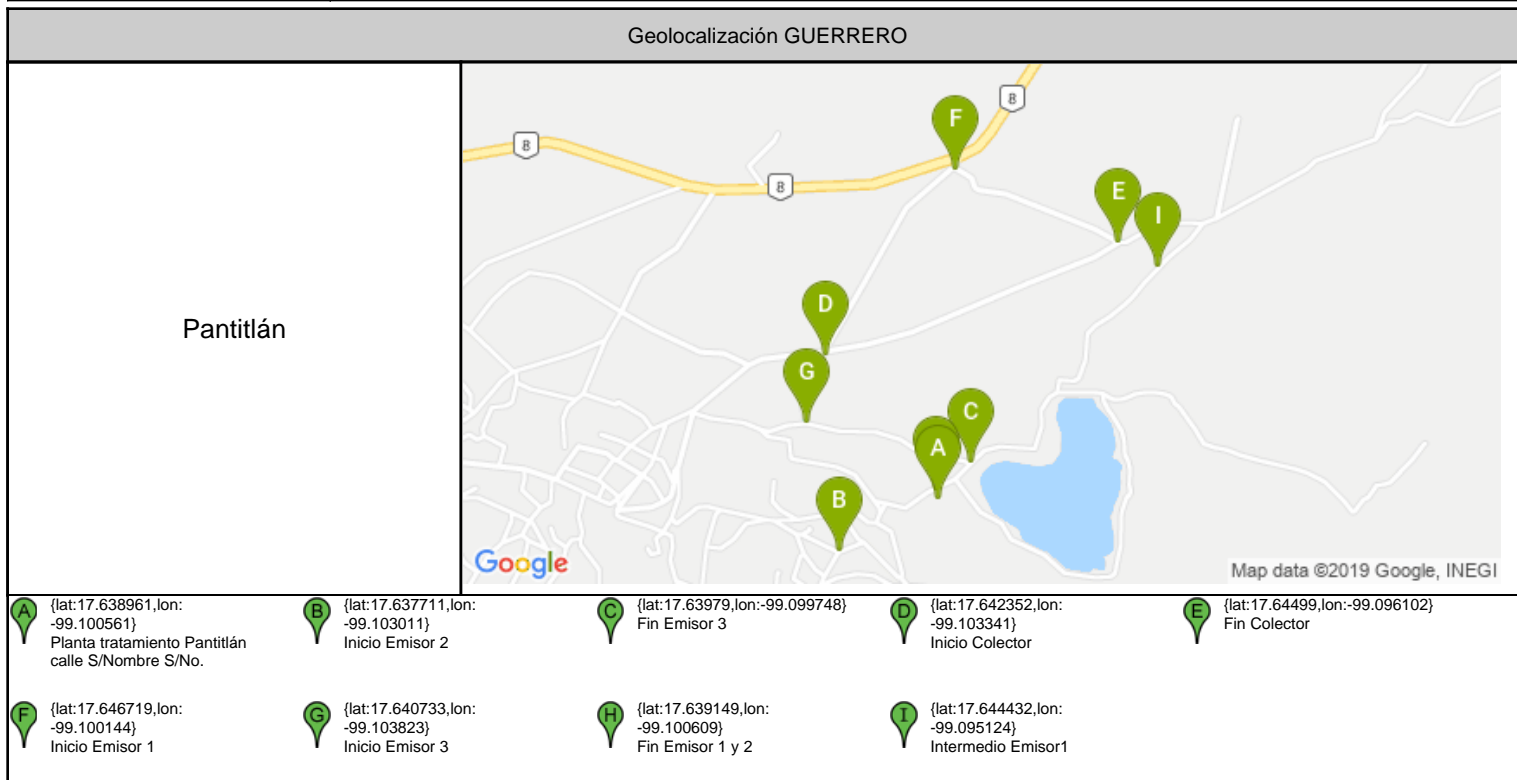 Geolocalización GUERRERO
Pantitlán
8
8
8
F
E
I
D
G
C
A
B
Google
Map data ©2019 Google, INEGI
A
{lat:17.638961,lon:
-99.100561}
Planta tratamiento Pantitlán
calle S/Nombre S/No.
B
{lat:17.637711,lon:
-99.103011}
Inicio Emisor 2
C
{lat:17.63979,lon:-99.099748}
Fin Emisor 3
D
{lat:17.642352,lon:
-99.103341}
Inicio Colector
E
{lat:17.64499,lon:-99.096102}
Fin Colector
F
{lat:17.646719,lon:
-99.100144}
Inicio Emisor 1
G
{lat:17.640733,lon:
-99.103823}
Inicio Emisor 3
H
{lat:17.639149,lon:
-99.100609}
Fin Emisor 1 y 2
I
{lat:17.644432,lon:
-99.095124}
Intermedio Emisor1